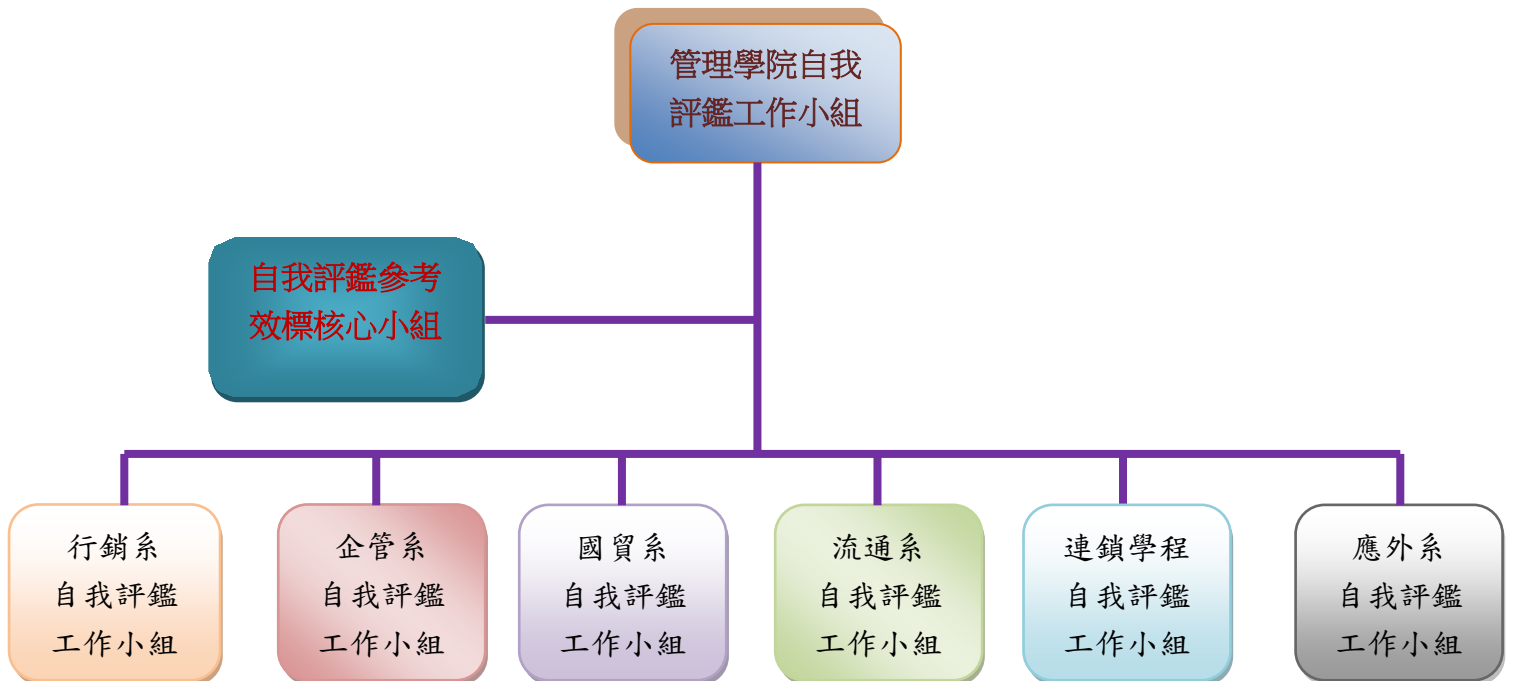 管理學院自我
評鑑工作小組
自我評鑑參考
效標核心小組
行銷系
自我評鑑
工作小組
企管系
自我評鑑
工作小組
國貿系
自我評鑑
工作小組
流通系
自我評鑑
工作小組
連鎖學程
自我評鑑
工作小組
應外系
自我評鑑
工作小組